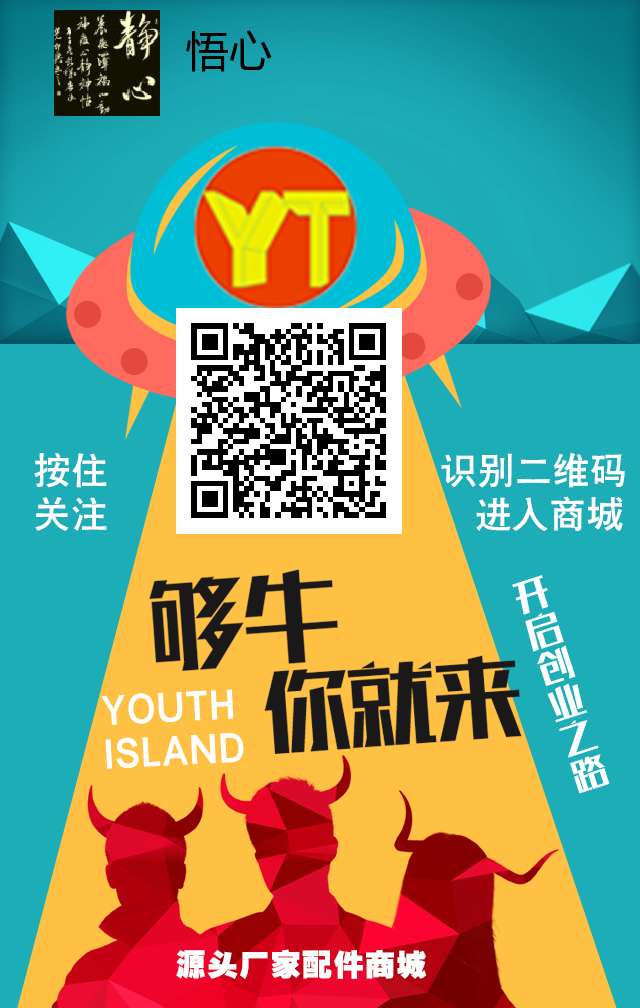 静心
悟心
YT
按住
关注
识别二维码
进入商城
够牛
你就来
YOUTH
ISLAND
开启创业之路
源头厂家配件商城